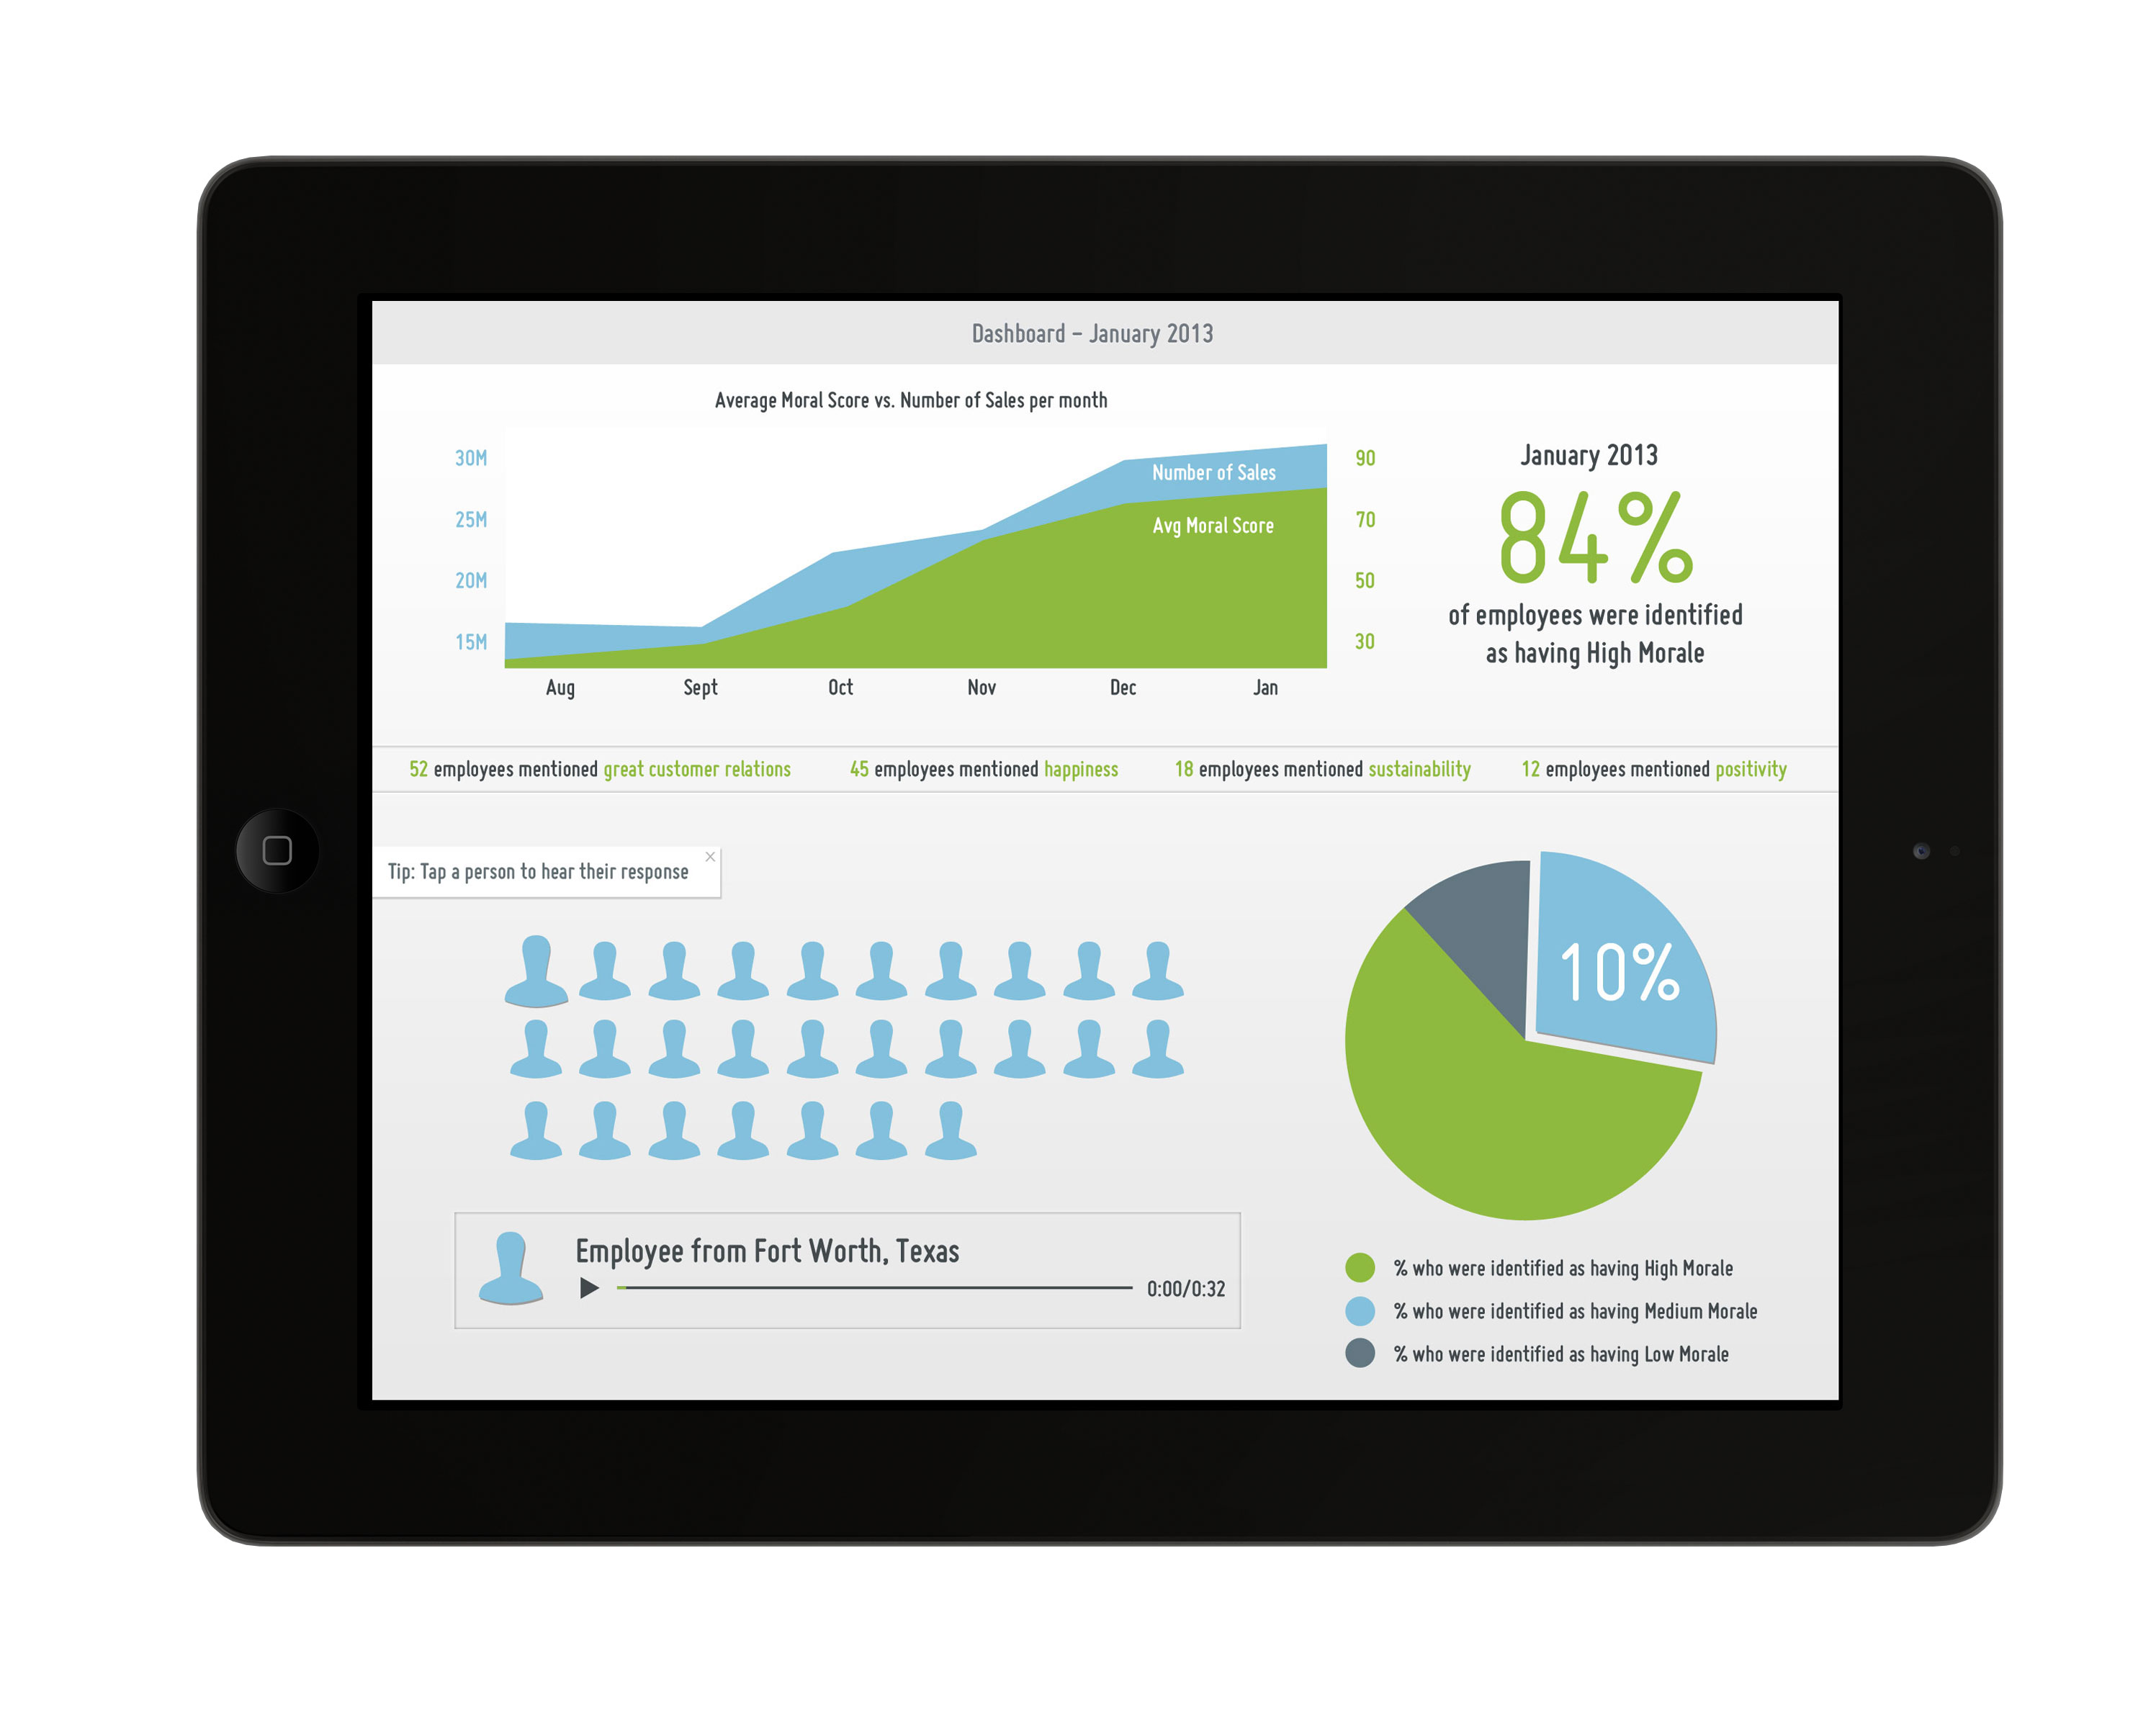 Dashboard – January 2013
Average Moral Score vs. Number of Sales per month
30M
25M
20M
15M
Number of Sales
Avg Moral Score
90
70
50
30
Aug Sept Oct Nov Dec Jan
January 2013
84%
of employees were identified
as having High Morale
52 employees mentioned great customer relations 45 employees mentioned happiness 18 employees mentioned sustainability 12 employees mentioned positivity
Tip: Tap a person to hear their response
10%
Employee from Fort Worth, Texas
0:00/0:32
% who were identified as having High Morale
% who were identified as having Medium Morale
% who were identified as having Low Morale